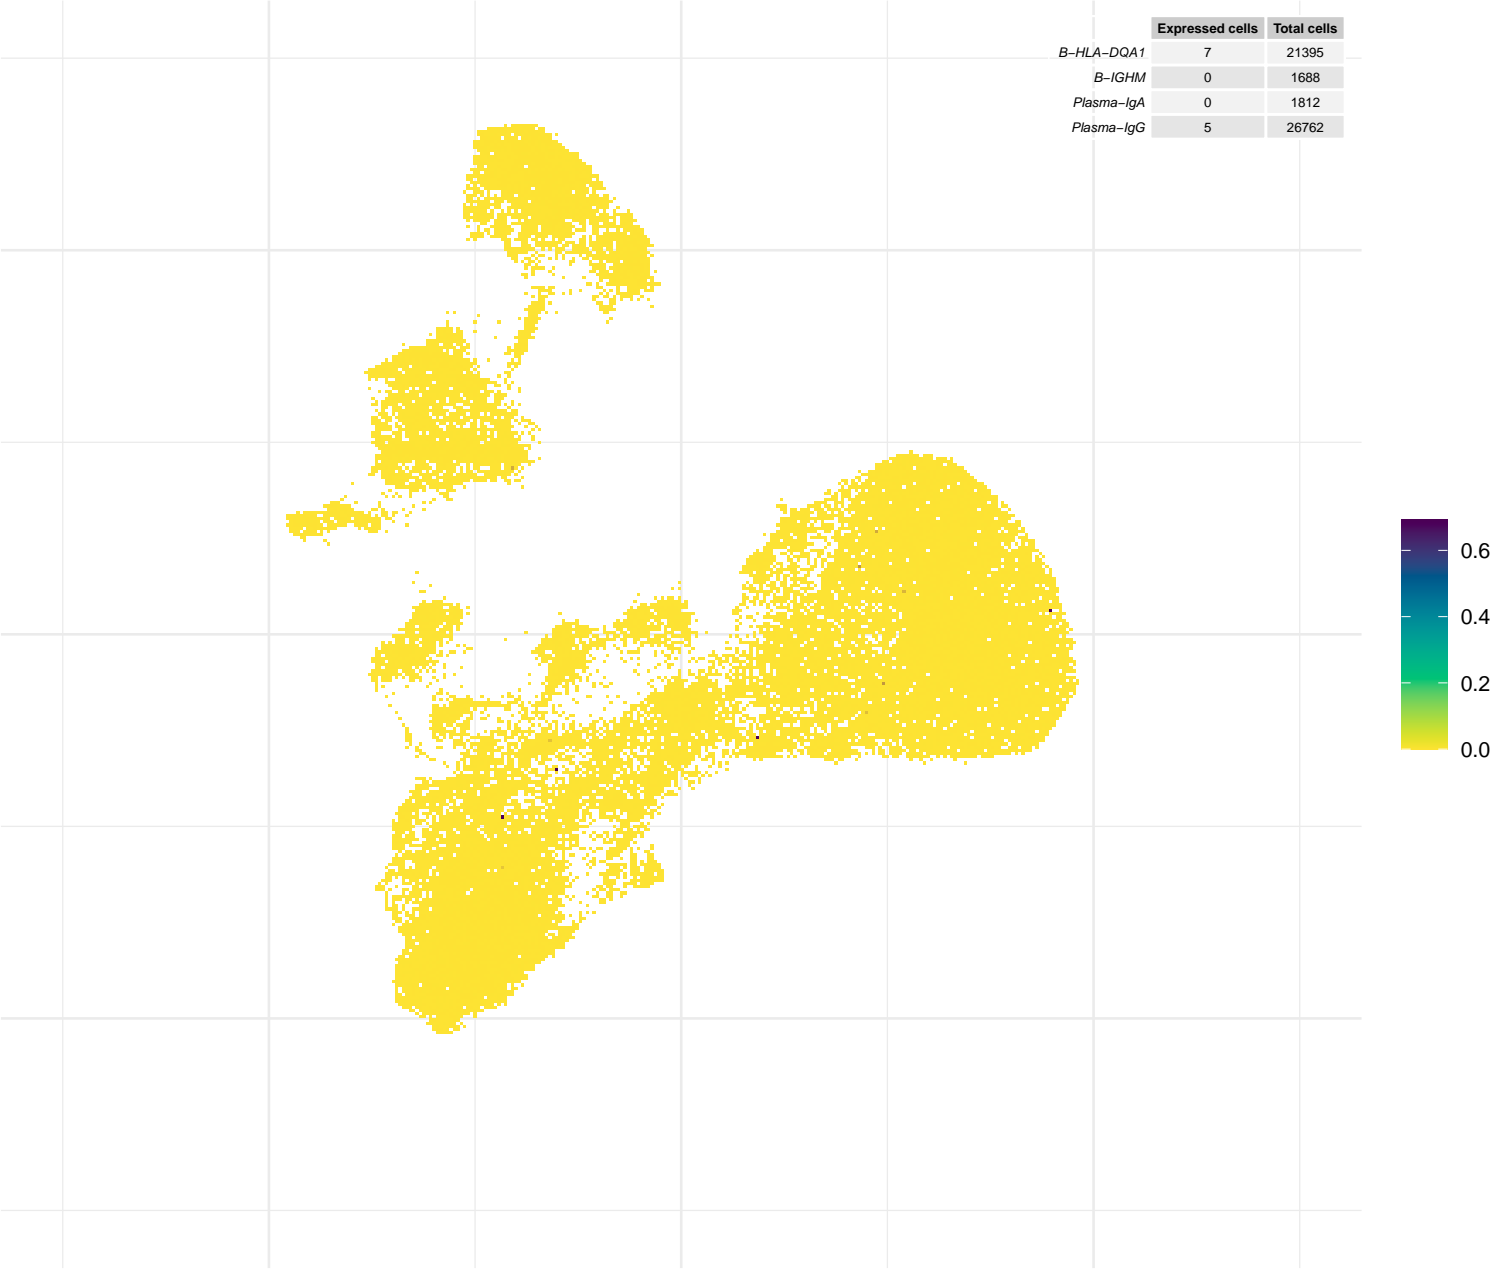 Expressed cells Total cells
B−HLA−DQA1 7 21395
B−IGHM 0 1688
Plasma−IgA 0 1812
Plasma−IgG 5 26762
0.6
0.4
0.2
0.0